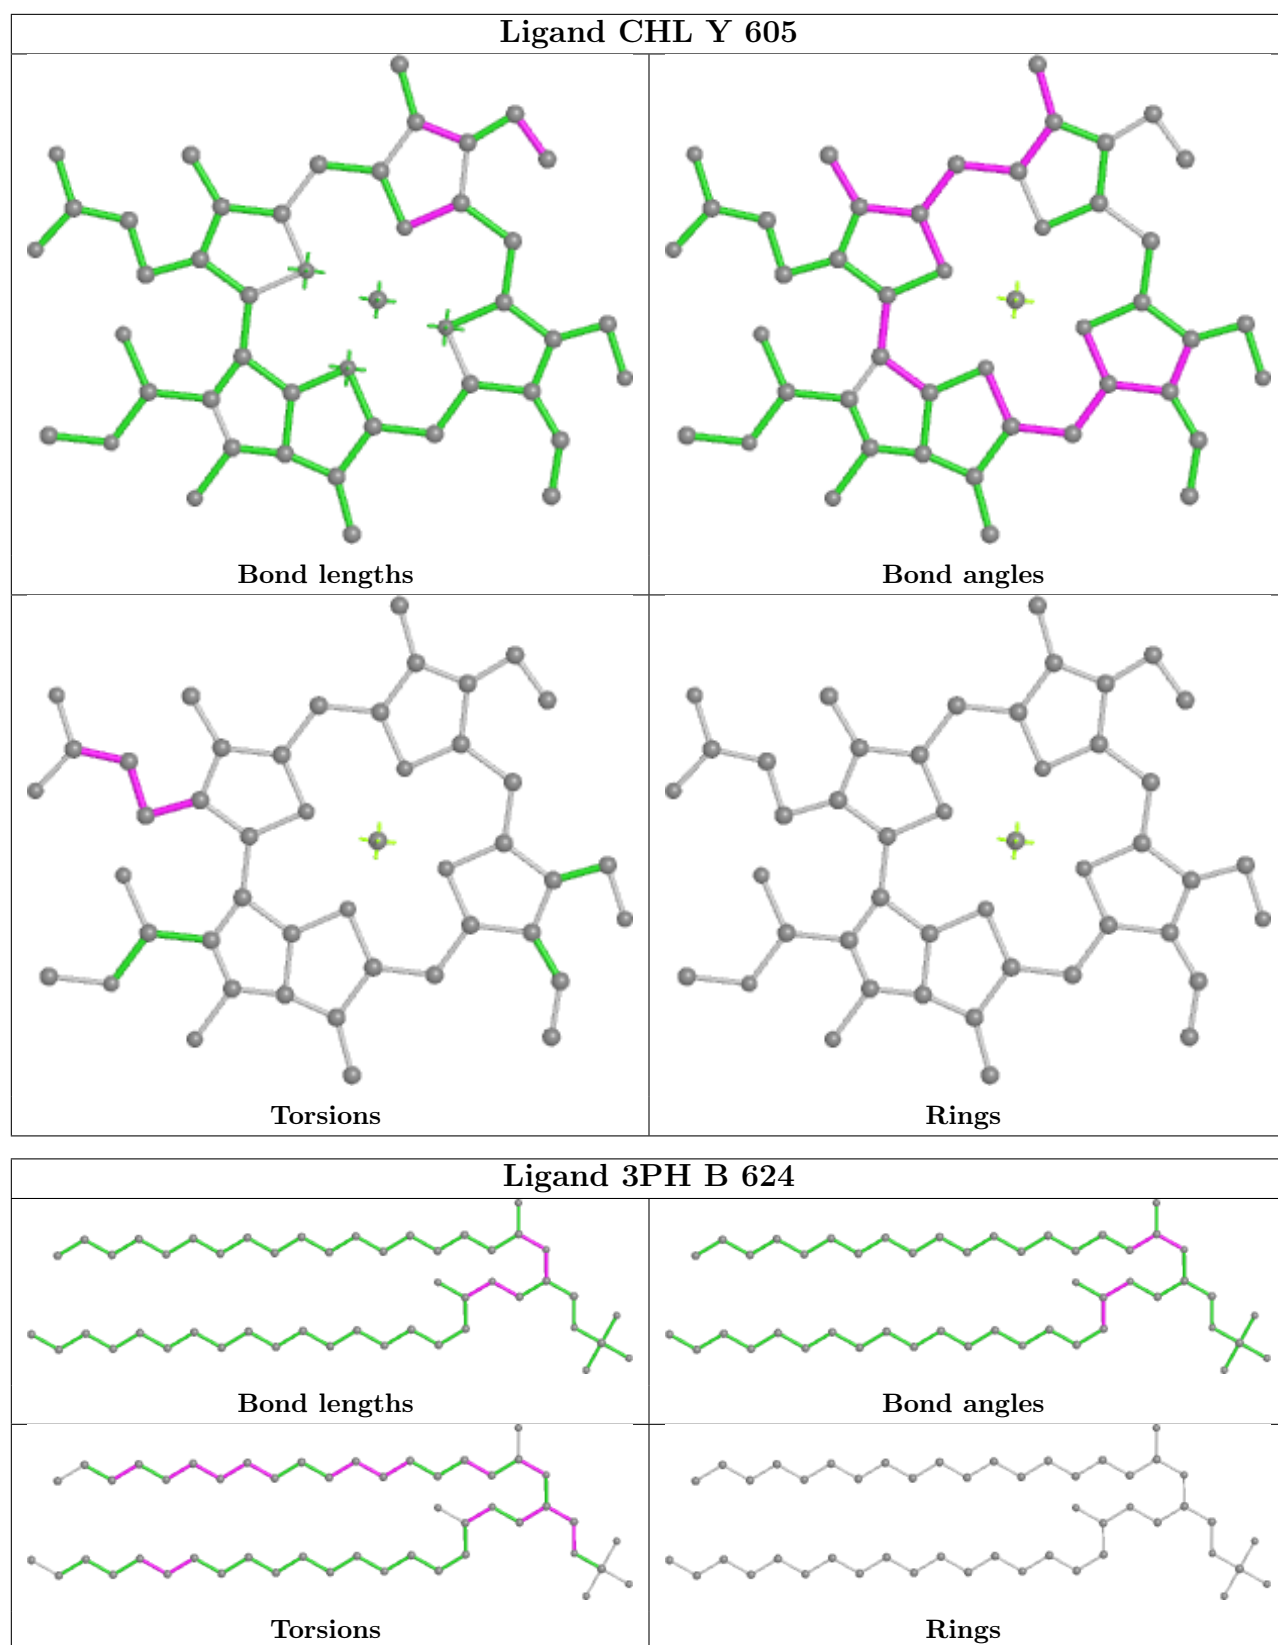 Ligand CHL Y 605
Bond lengths
Bond angles
Torsions
Rings
Ligand 3PH B 624
Bond lengths
Bond angles
Torsions
Rings